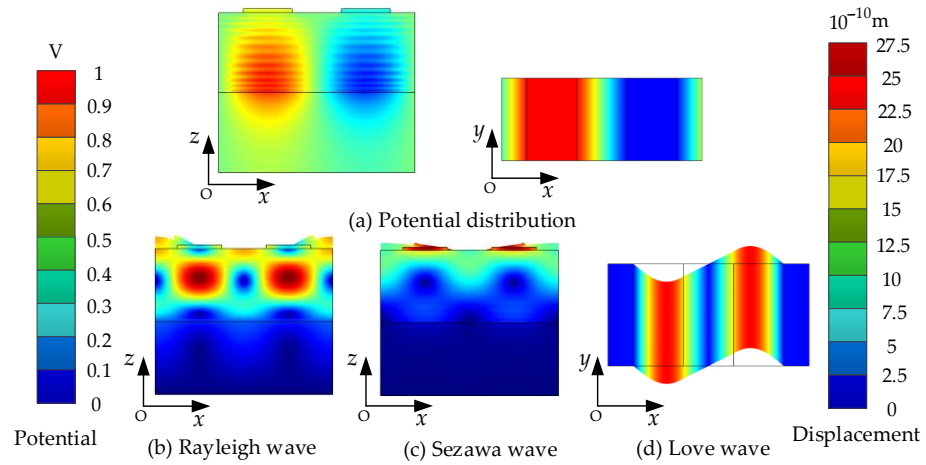 V
1
0.9
0.8
0.7
0.6
0.5
0.4
0.3
0.2
0.1
0
Potential
z
O
x
y
O
x
(a) Potential distribution
z
O
x
(b) Rayleigh wave
z
O
x
(c) Sezawa wave
y
O
x
(d) Love wave
10⁻¹⁰m
27.5
25
22.5
20
17.5
15
12.5
10
7.5
5
2.5
0
Displacement